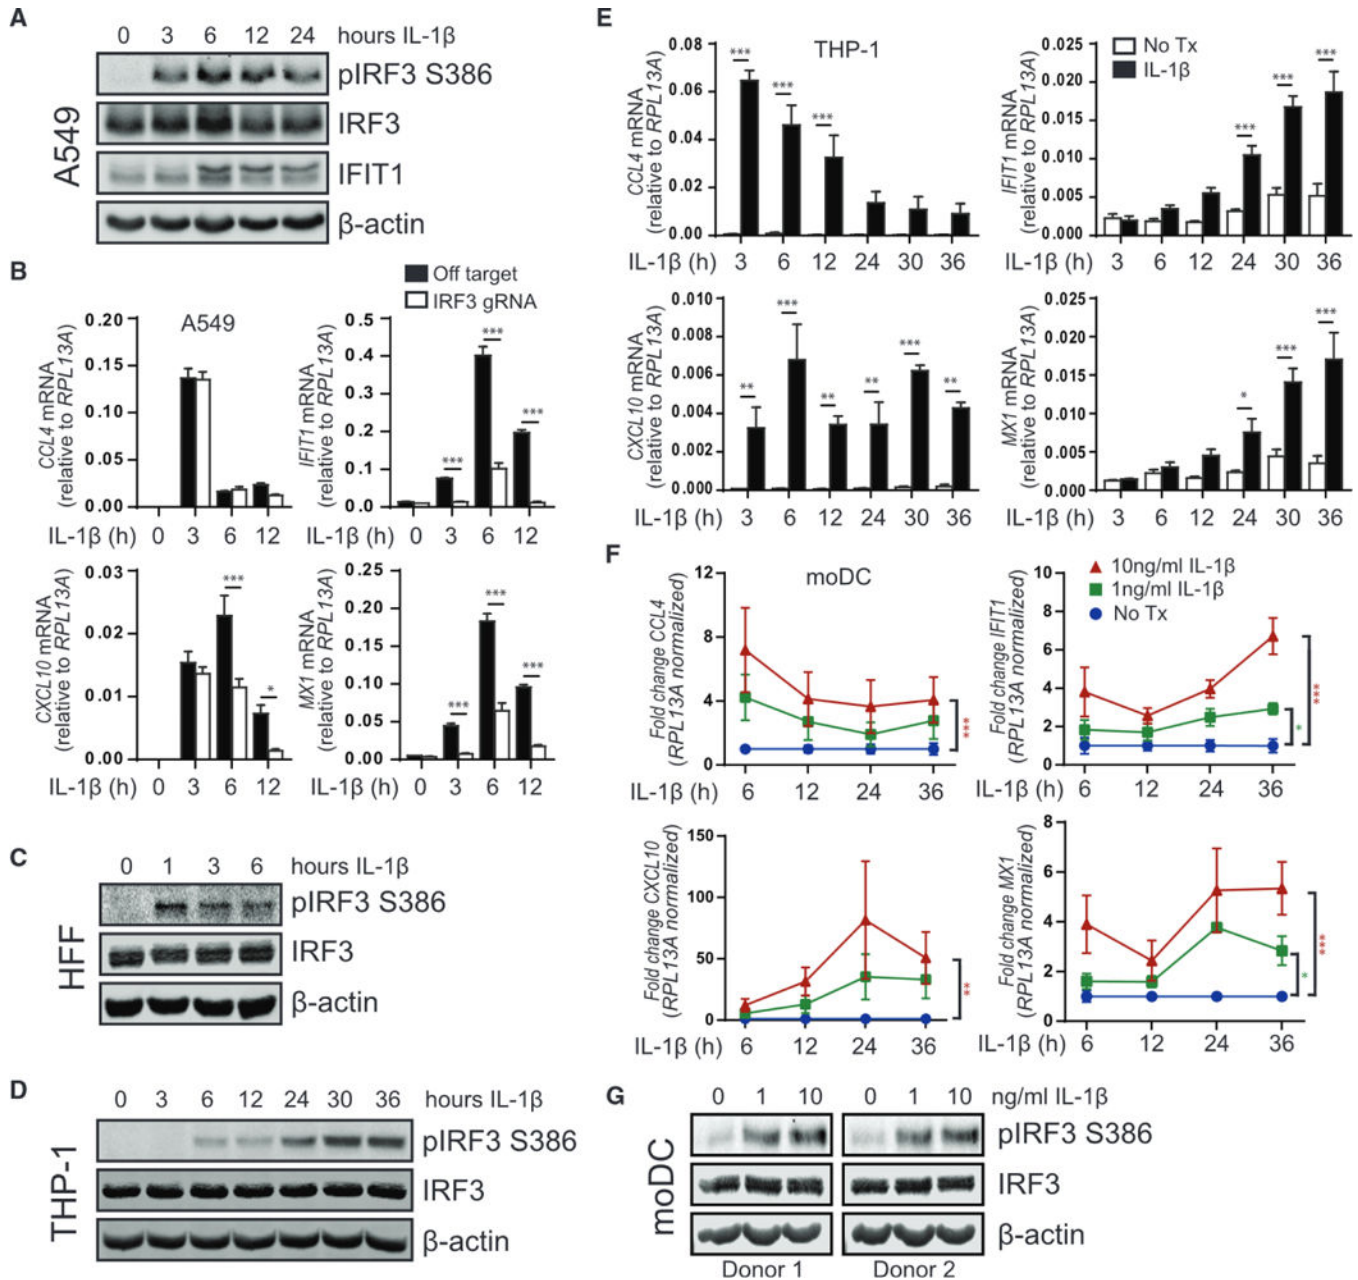 A
0 3 6 12 24 hours IL-1β
A549
pIRF3 S386
IRF3
IFIT1
β-actin
B
Off target
IRF3 gRNA
A549
CCL4 mRNA
(relative to RPL13A)
0.20
0.15
0.10
0.05
0.00
IL-1β (h) 0 3 6 12
IFIT1 mRNA
(relative to RPL13A)
0.5
0.4
0.3
0.2
0.1
0.0
***
***
***
IL-1β (h) 0 3 6 12
CXCL10 mRNA
(relative to RPL13A)
0.03
0.02
0.01
0.00
***
*
IL-1β (h) 0 3 6 12
MX1 mRNA
(relative to RPL13A)
0.25
0.20
0.15
0.10
0.05
0.00
***
***
***
IL-1β (h) 0 3 6 12
C
0 1 3 6 hours IL-1β
HFF
pIRF3 S386
IRF3
β-actin
D
0 3 6 12 24 30 36 hours IL-1β
THP-1
pIRF3 S386
IRF3
β-actin
E
THP-1
No Tx
IL-1β
CCL4 mRNA
(relative to RPL13A)
0.08
0.06
0.04
0.02
0.00
***
***
***
IL-1β (h) 3 6 12 24 30 36
IFIT1 mRNA
(relative to RPL13A)
0.025
0.020
0.015
0.010
0.005
0.000
***
***
***
IL-1β (h) 3 6 12 24 30 36
CXCL10 mRNA
(relative to RPL13A)
0.010
0.008
0.006
0.004
0.002
0.000
**
***
**
**
***
**
IL-1β (h) 3 6 12 24 30 36
MX1 mRNA
(relative to RPL13A)
0.025
0.020
0.015
0.010
0.005
0.000
*
***
***
IL-1β (h) 3 6 12 24 30 36
F
moDC
10ng/ml IL-1β
1ng/ml IL-1β
No Tx
Fold change CCL4
(RPL13A normalized)
12
8
4
0
***
IL-1β (h) 6 12 24 36
Fold change IFIT1
(RPL13A normalized)
10
8
6
4
2
0
*
***
IL-1β (h) 6 12 24 36
Fold change CXCL10
(RPL13A normalized)
150
100
50
0
**
IL-1β (h) 6 12 24 36
Fold change MX1
(RPL13A normalized)
8
6
4
2
0
*
***
IL-1β (h) 6 12 24 36
G
0 1 10 0 1 10 ng/ml IL-1β
moDC
pIRF3 S386
IRF3
β-actin
Donor 1 Donor 2